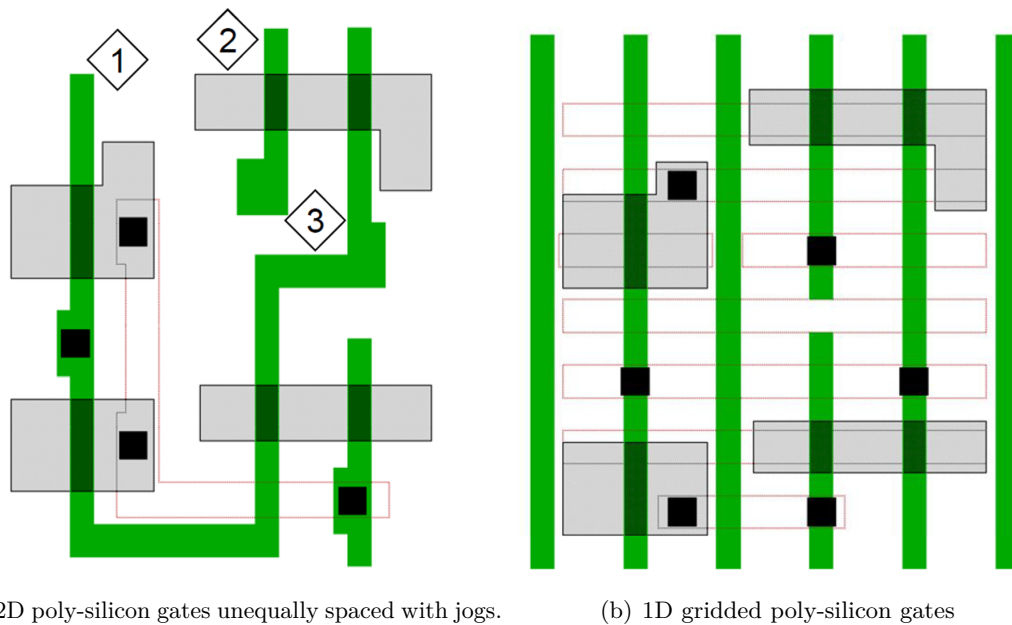 1
2
3
2D poly-silicon gates unequally spaced with jogs.
(b) 1D gridded poly-silicon gates